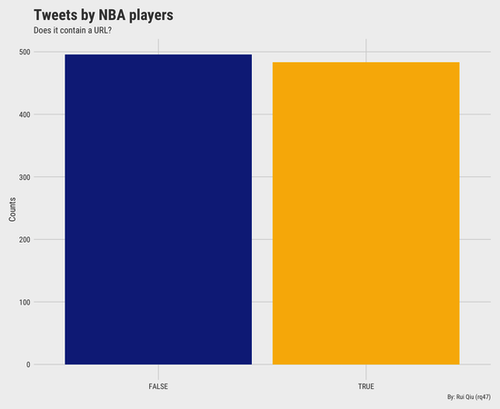 Tweets by NBA players
Does it contain a URL?
500
400
300
200
100
0
Counts
FALSE
TRUE
By: Rui Qiu (rq47)